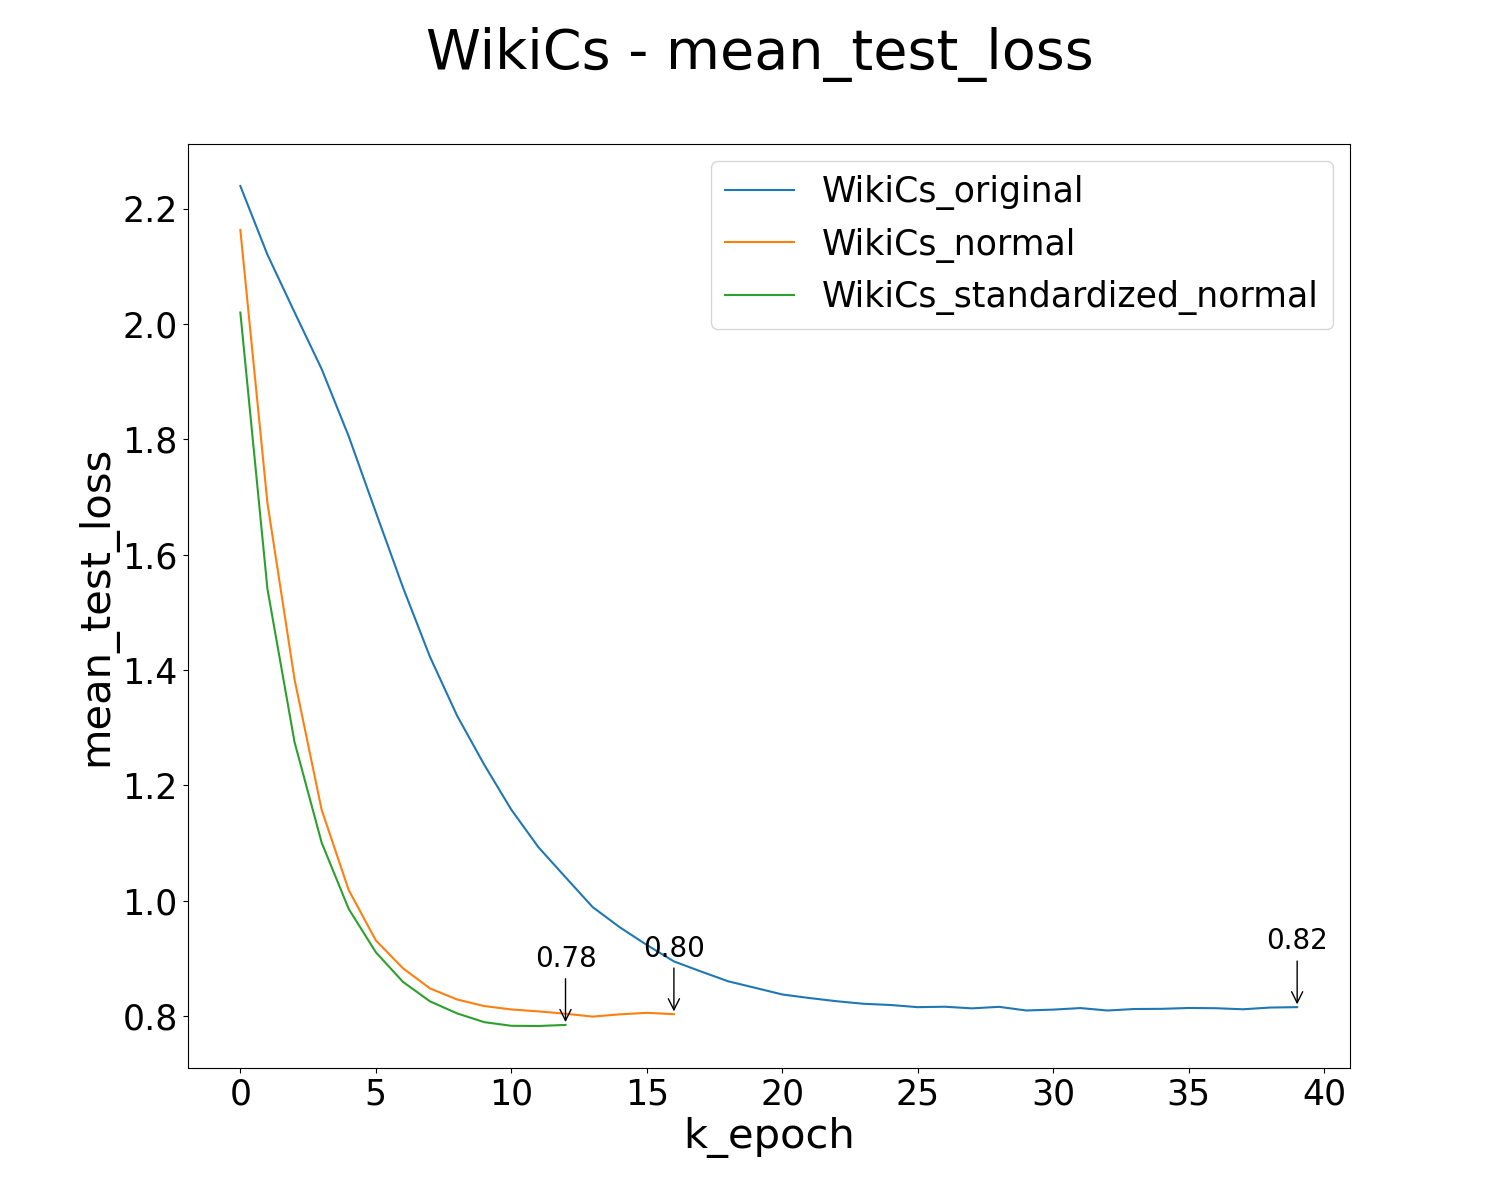 WikiCs - mean_test_loss
WikiCs_original
WikiCs_normal
WikiCs_standardized_normal
mean_test_loss
2.2
2.0
1.8
1.6
1.4
1.2
1.0
0.8
0.78
0.80
0.82
0 5 10 15 20 25 30 35 40
k_epoch